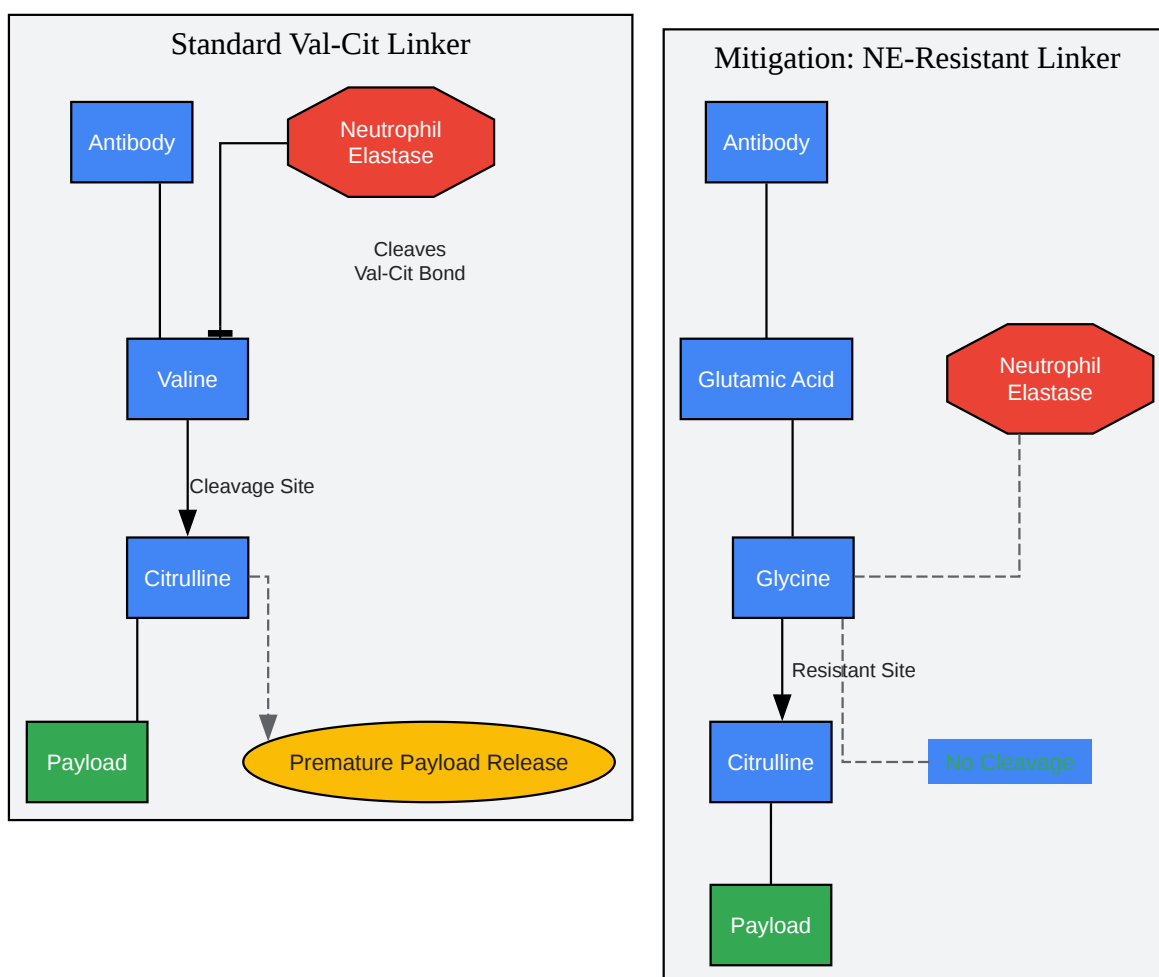 Standard Val-Cit Linker
Antibody
Neutrophil
Elastase
Cleaves
Val-Cit Bond
Valine
Cleavage Site
Citrulline
Payload
Premature Payload Release
Mitigation: NE-Resistant Linker
Antibody
Glutamic Acid
Neutrophil
Elastase
Glycine
Resistant Site
Citrulline
No Cleavage
Payload